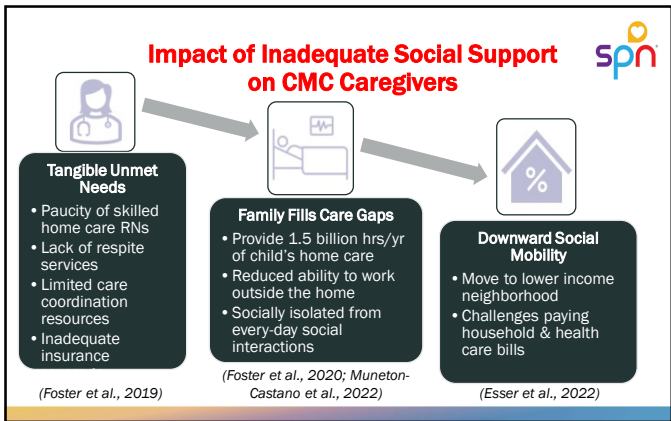 Impact of Inadequate Social Support
on CMC Caregivers
spn
Tangible Unmet
Needs
• Paucity of skilled
home care RNs
• Lack of respite
services
• Limited care
coordination
resources
• Inadequate
insurance
(Foster et al., 2019)
Family Fills Care Gaps
• Provide 1.5 billion hrs/yr
of child's home care
• Reduced ability to work
outside the home
• Socially isolated from
every-day social
interactions
(Foster et al., 2020; Muneton-
Castano et al., 2022)
%
Downward Social
Mobility
• Move to lower income
neighborhood
• Challenges paying
household & health
care bills
(Esser et al., 2022)